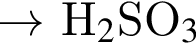 → H₂SO₃